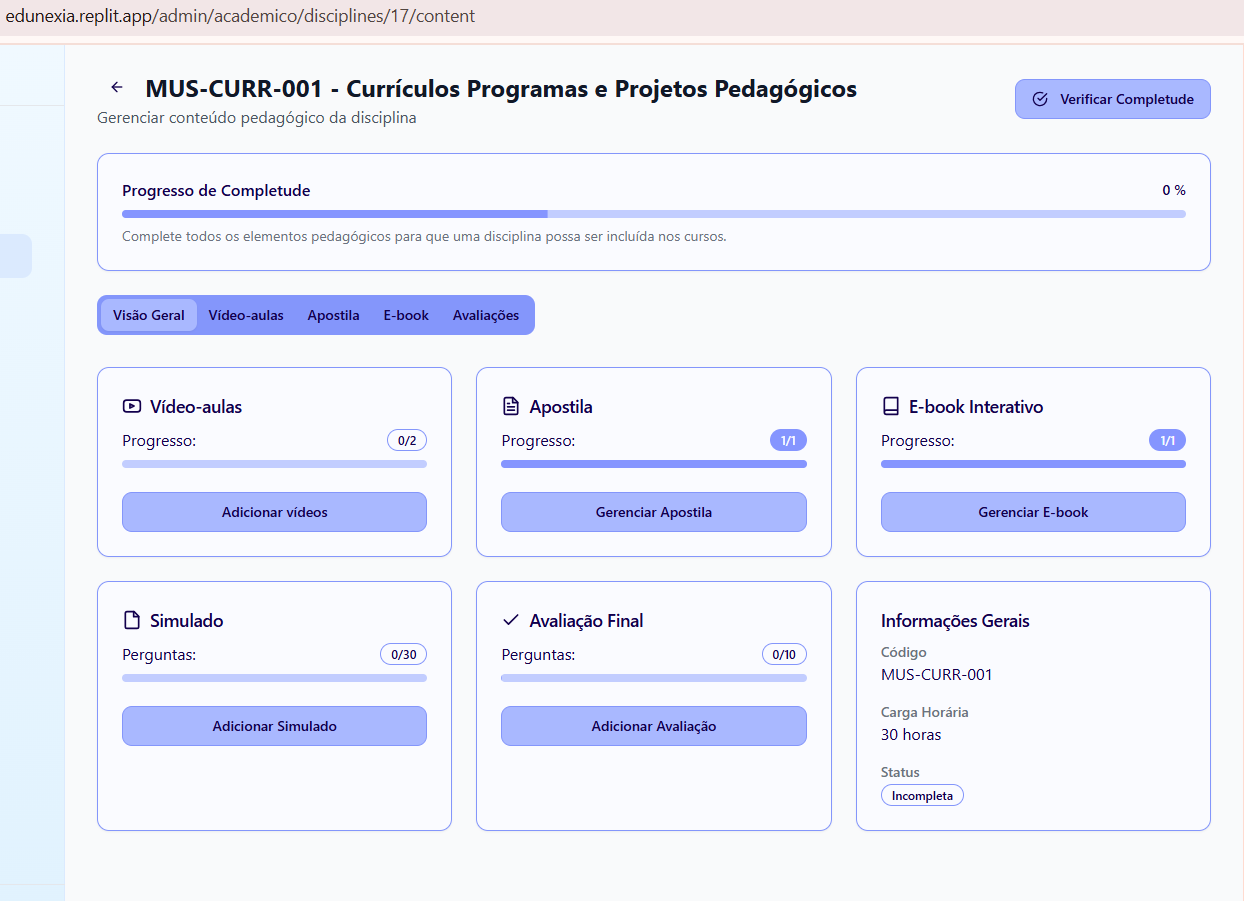 edunexia.replit.app/admin/academico/disciplines/17/content
MUS-CURR-001 - Currículos Programas e Projetos Pedagógicos
Verificar Completude
Gerenciar conteúdo pedagógico da disciplina
Progresso de Completude
0 %
Complete todos os elementos pedagógicos para que uma disciplina possa ser incluída nos cursos.
Visão Geral
Vídeo-aulas
Apostila
E-book
Avaliações
Vídeo-aulas
Progresso:
0/2
Adicionar vídeos
Apostila
Progresso:
1/1
Gerenciar Apostila
E-book Interativo
Progresso:
1/1
Gerenciar E-book
Simulado
Perguntas:
0/30
Adicionar Simulado
Avaliação Final
Perguntas:
0/10
Adicionar Avaliação
Informações Gerais
Código
MUS-CURR-001
Carga Horária
30 horas
Status
Incompleta